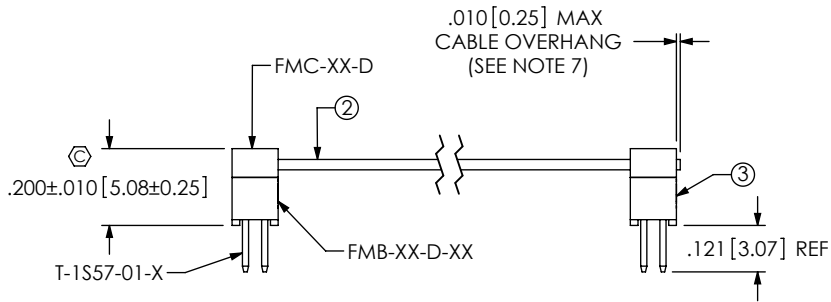 .010[0.25] MAX
CABLE OVERHANG
(SEE NOTE 7)
FMC-XX-D
2
C
.200±.010[5.08±0.25]
3
FMB-XX-D-XX
.121[3.07] REF
T-1S57-01-X